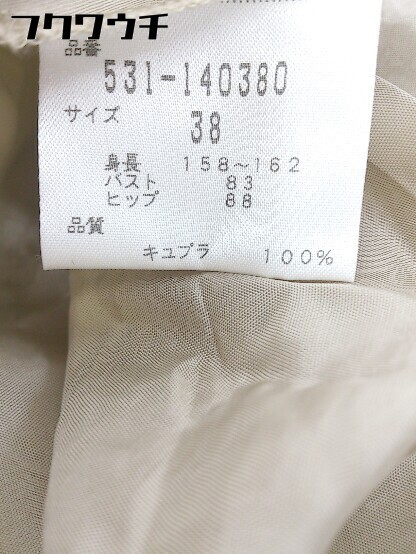 フクワウチ
品番
531-140380
サイズ
38
身長 158~162
バスト 83
ヒップ 88
品質
キュプラ 100%